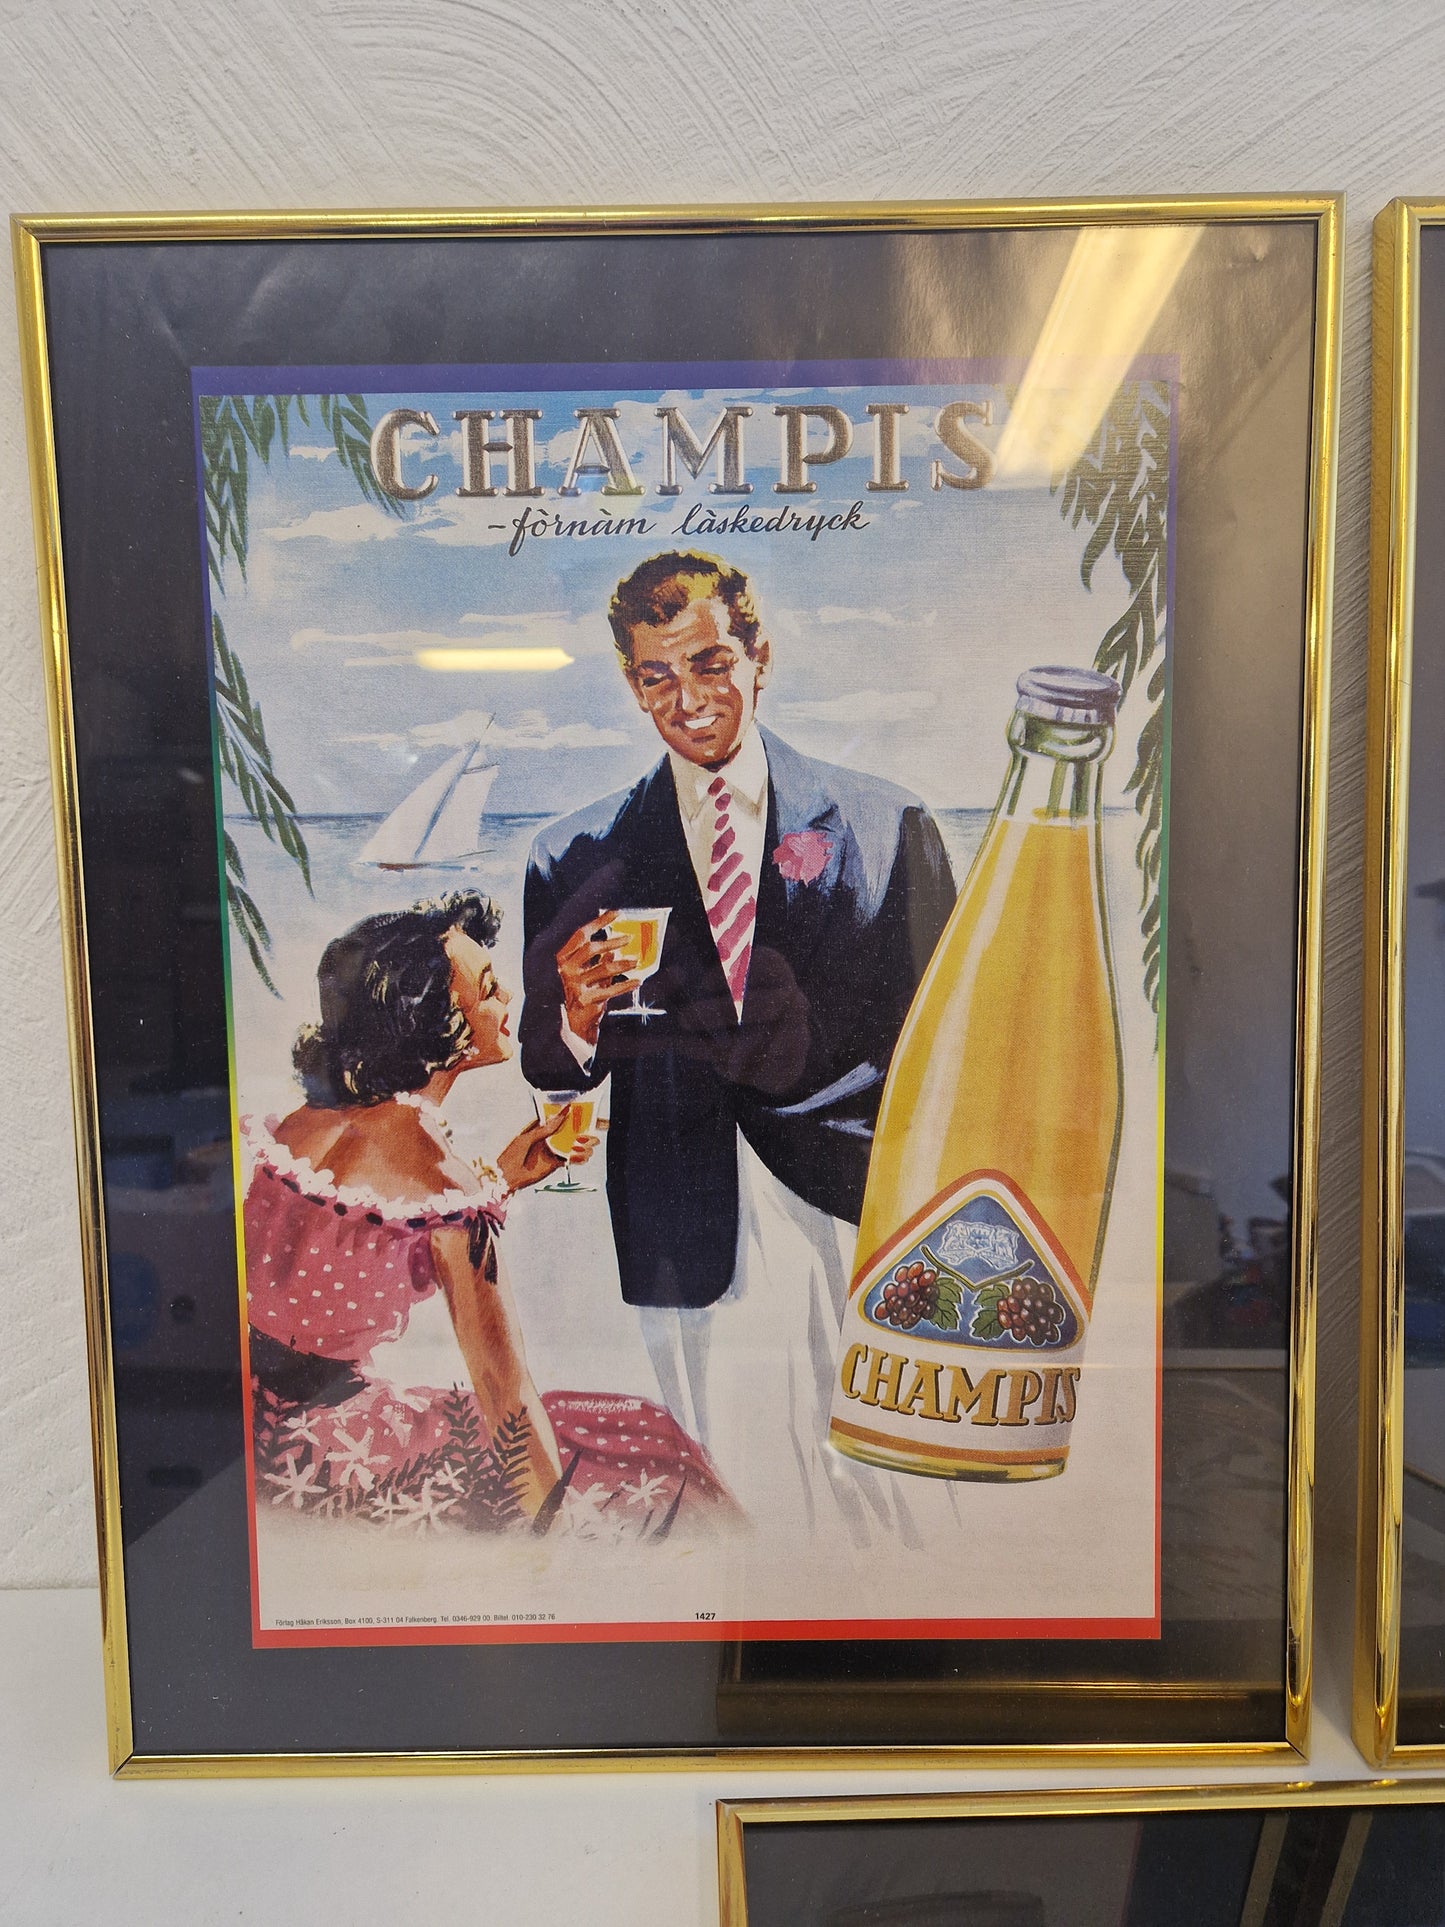 CHAMPIS
–förnäm läskedryck
CHAMPIS
Förlag Håkan Eriksson, Box 4100, S-311 04 Falkenberg. Tel. 0346-929 00. Biltel. 010-230 32 76
1427